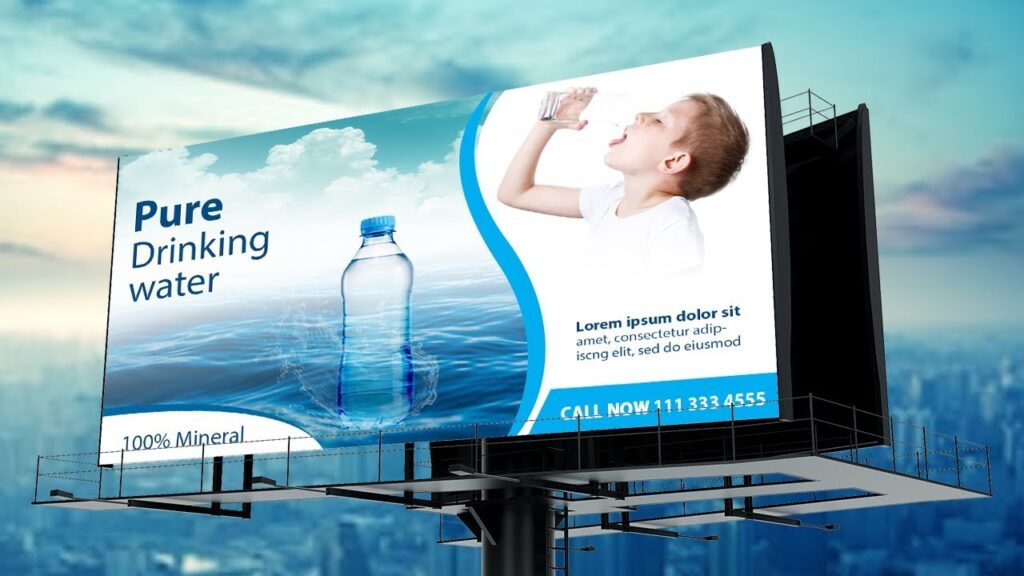 Pure
Drinking
water
100% Mineral
Lorem ipsum dolor sit
amet, consectetur adip-
iscng elit, sed do eiusmod
CALL NOW 111 333 4555